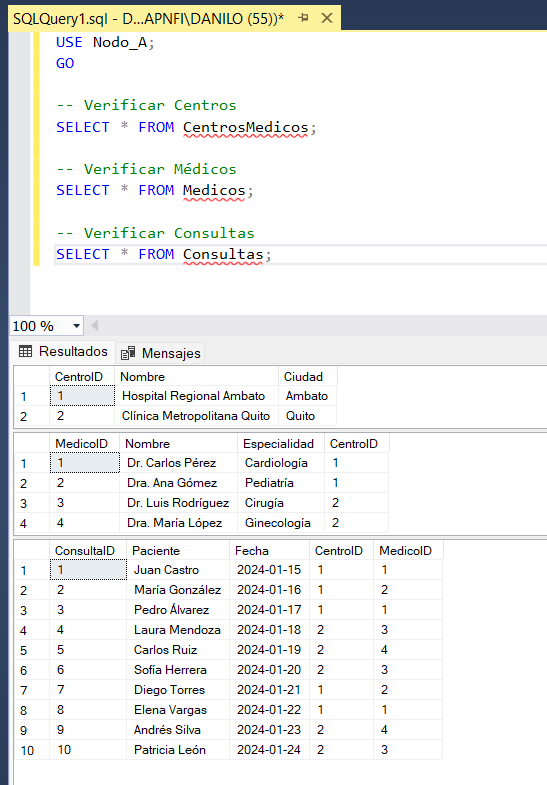 SQLQuery1.sql - D...APNFI\DANILO (55))*
USE Nodo_A;
GO
-- Verificar Centros
SELECT * FROM CentrosMedicos;
-- Verificar Médicos
SELECT * FROM Medicos;
-- Verificar Consultas
SELECT * FROM Consultas;
100 %
Resultados Mensajes
CentroID Nombre Ciudad
1 1 Hospital Regional Ambato Ambato
2 2 Clínica Metropolitana Quito Quito
MedicoID Nombre Especialidad CentroID
1 1 Dr. Carlos Pérez Cardiología 1
2 2 Dra. Ana Gómez Pediatría 1
3 3 Dr. Luis Rodríguez Cirugía 2
4 4 Dra. María López Ginecología 2
ConsultaID Paciente Fecha CentroID MedicoID
1 1 Juan Castro 2024-01-15 1 1
2 2 María González 2024-01-16 1 2
3 3 Pedro Álvarez 2024-01-17 1 1
4 4 Laura Mendoza 2024-01-18 2 3
5 5 Carlos Ruiz 2024-01-19 2 4
6 6 Sofía Herrera 2024-01-20 2 3
7 7 Diego Torres 2024-01-21 1 2
8 8 Elena Vargas 2024-01-22 1 1
9 9 Andrés Silva 2024-01-23 2 4
10 10 Patricia León 2024-01-24 2 3